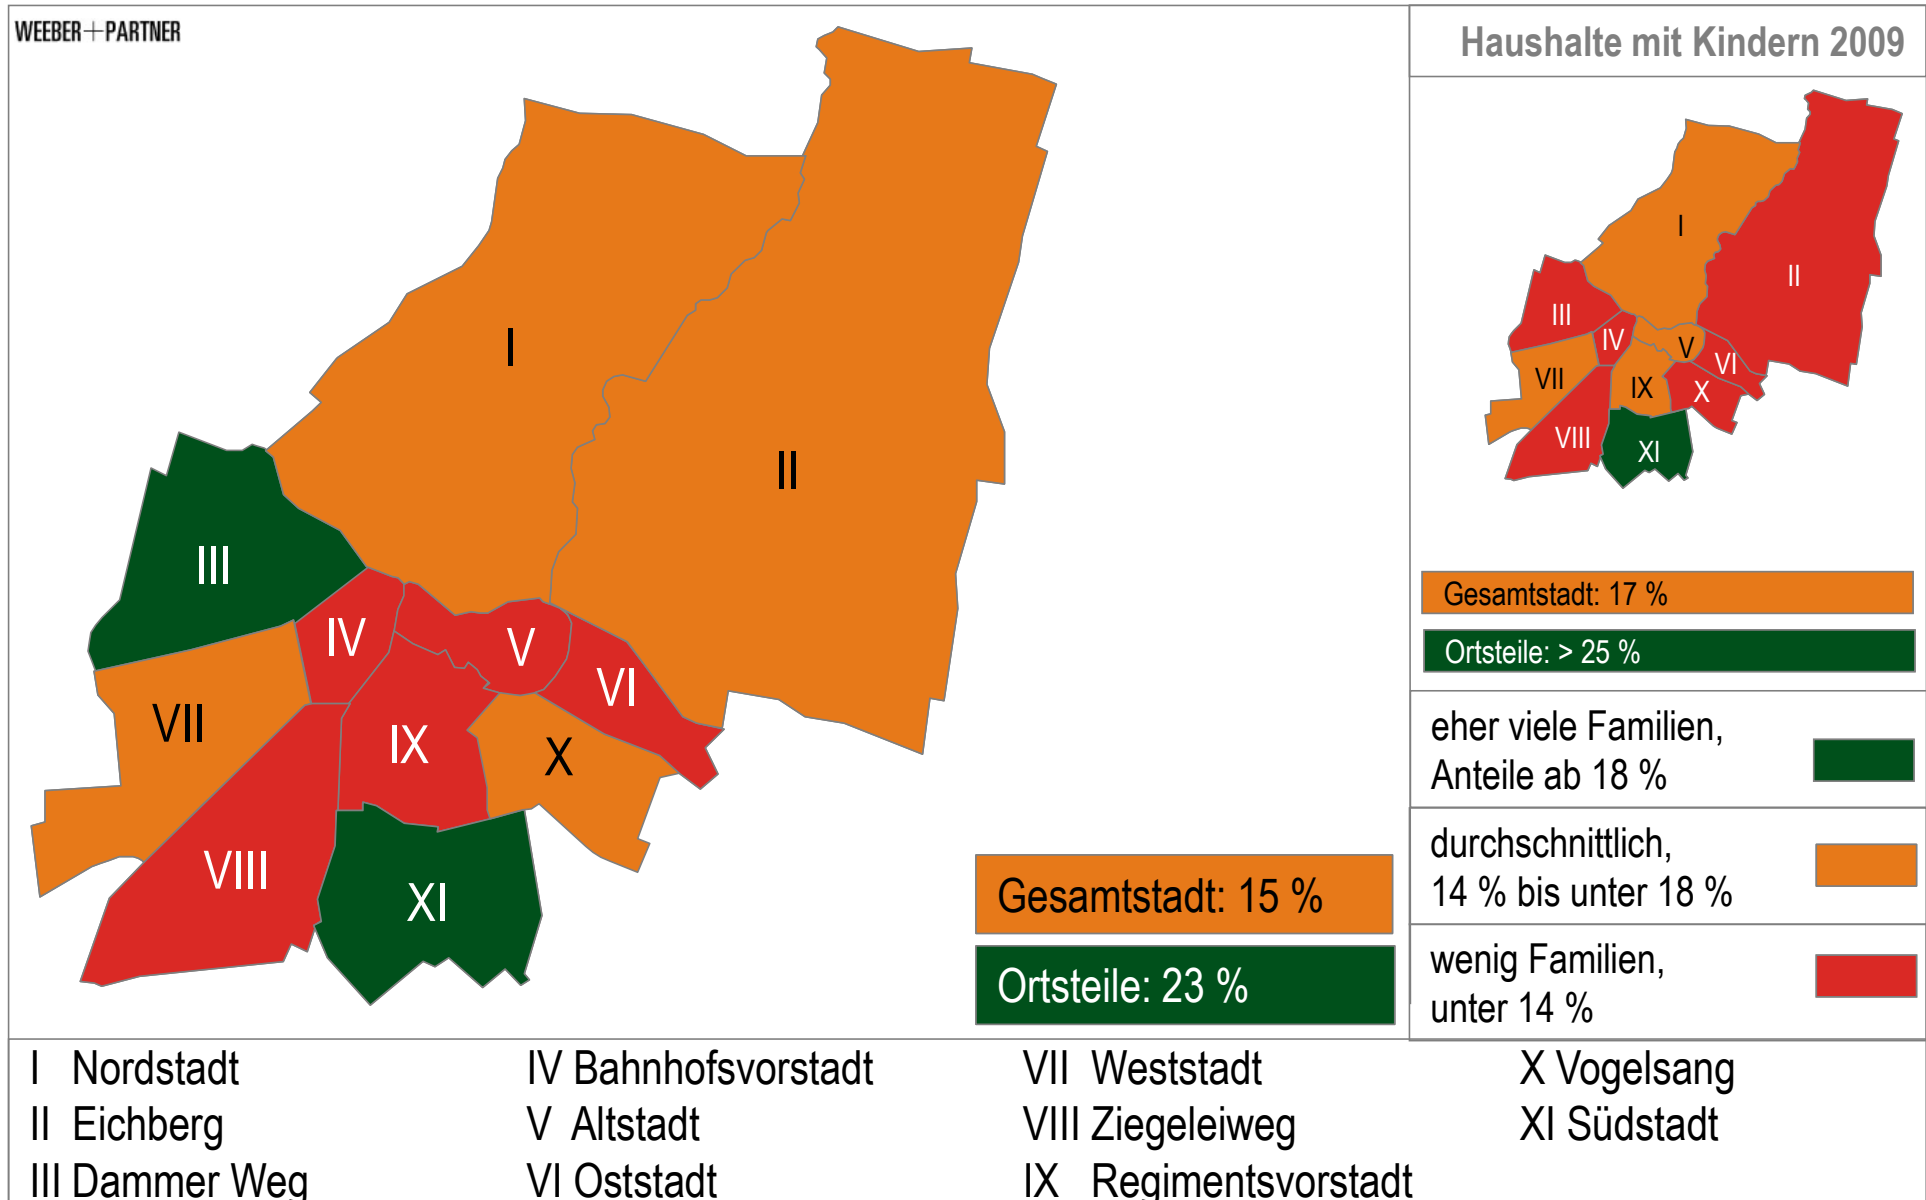 WEEBER+PARTNER
Haushalte mit Kindern 2009
I
II
III
IV
V
VI
VII
VIII
IX
X
XI
I
II
III
IV
V
VI
VII
VIII
IX
X
XI
Gesamtstadt: 17 %
Ortsteile: > 25 %
eher viele Familien,
Anteile ab 18 %
durchschnittlich,
14 % bis unter 18 %
wenig Familien,
unter 14 %
Gesamtstadt: 15 %
Ortsteile: 23 %
I Nordstadt
II Eichberg
III Dammer Weg
IV Bahnhofsvorstadt
V Altstadt
VI Oststadt
VII Weststadt
VIII Ziegeleiweg
IX Regimentsvorstadt
X Vogelsang
XI Südstadt